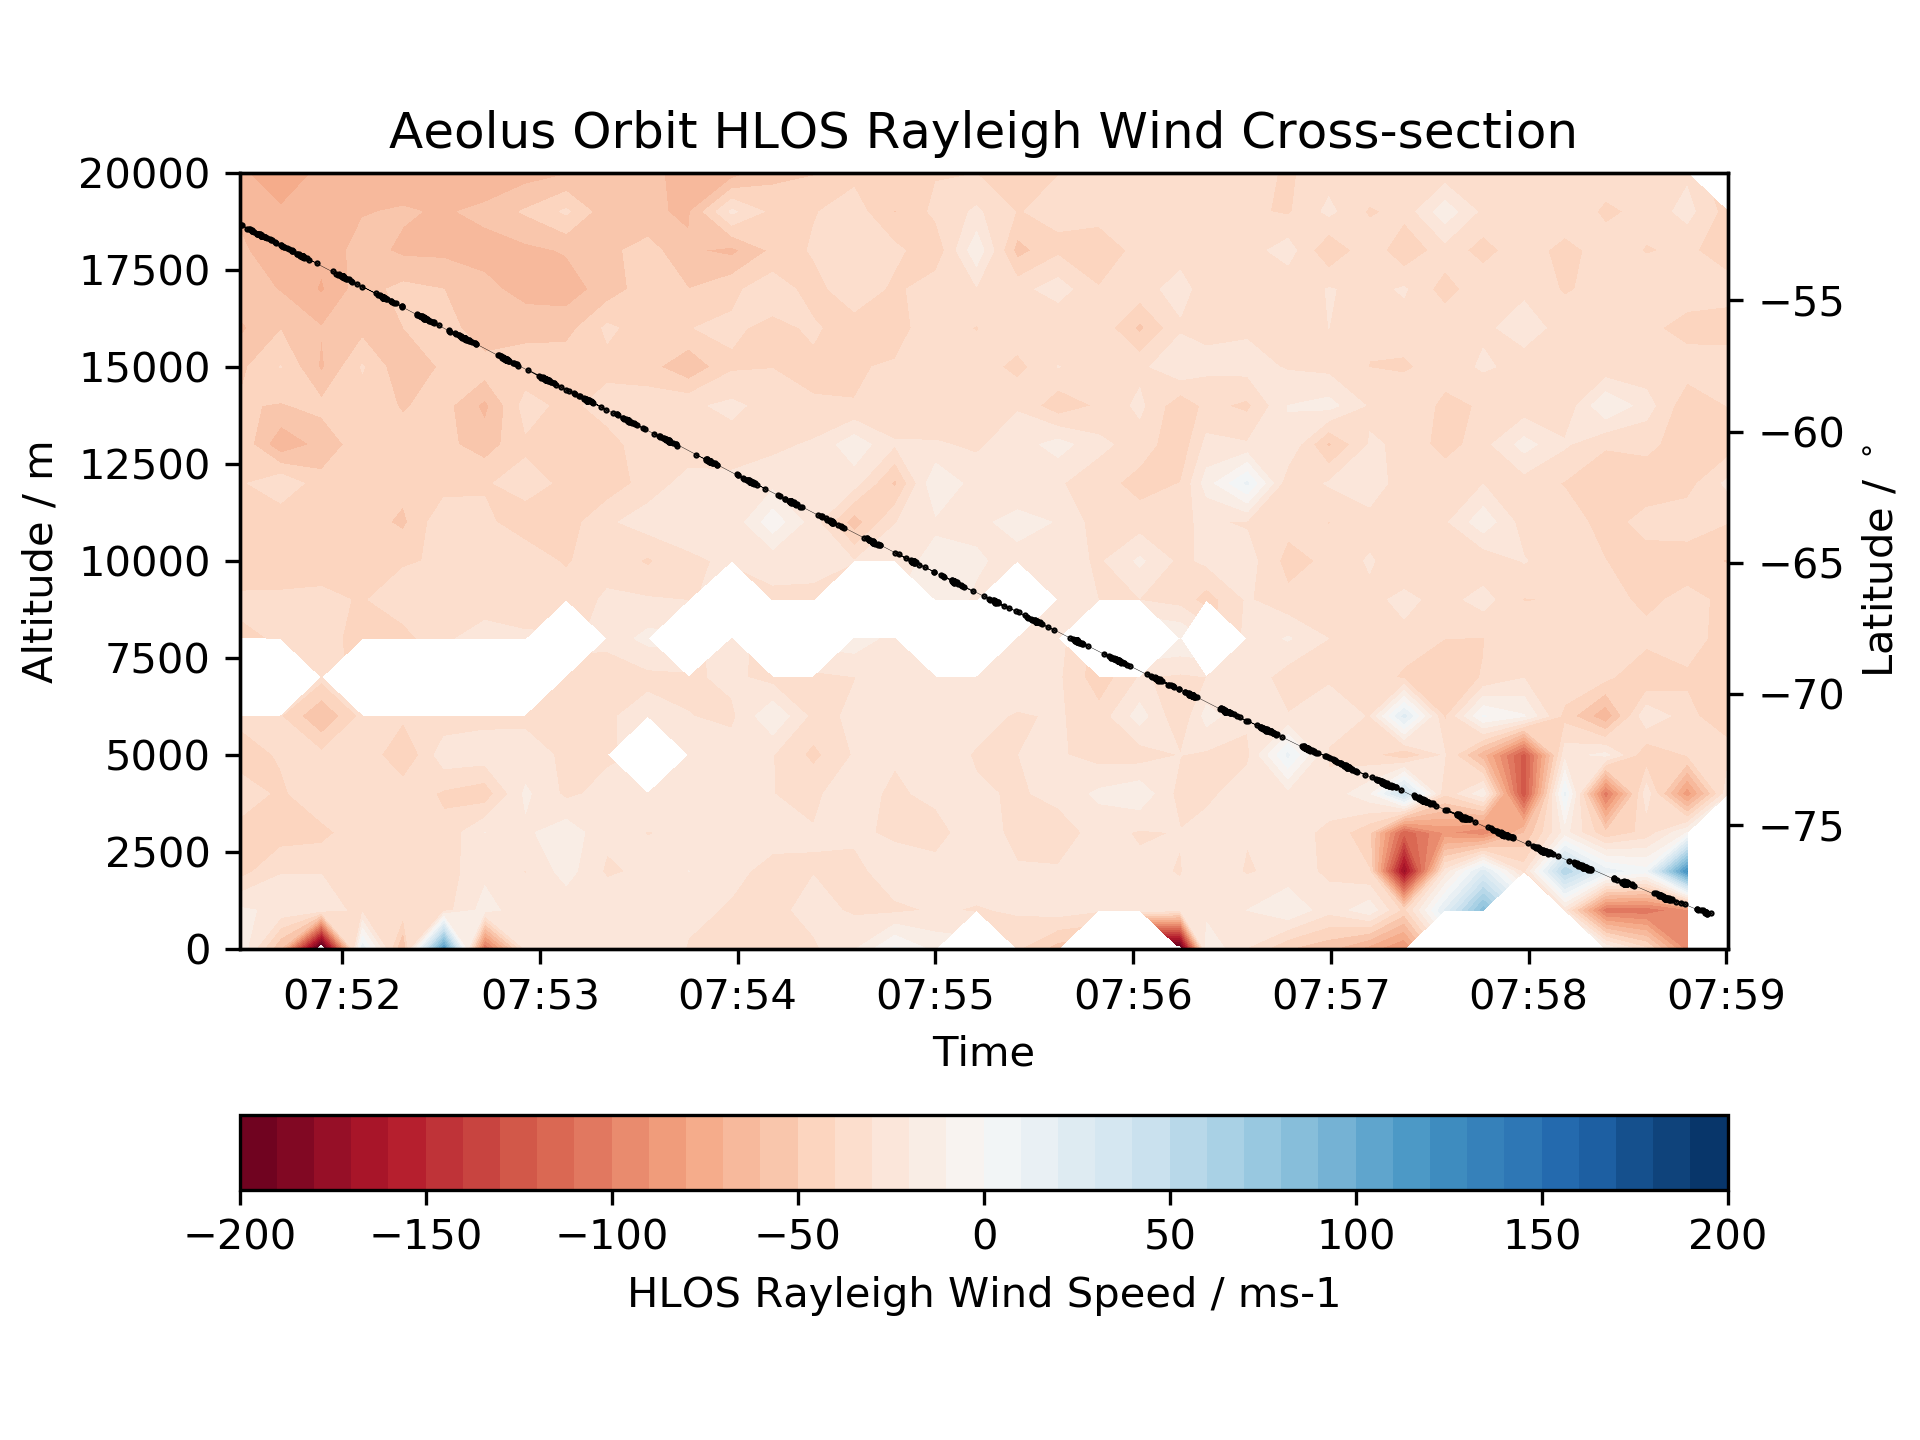 Aeolus Orbit HLOS Rayleigh Wind Cross-section
20000
17500
15000
12500
10000
7500
5000
2500
0
Altitude / m
−55
−60
−65
−70
−75
Latitude / °
07:52 07:53 07:54 07:55 07:56 07:57 07:58 07:59
Time
−200 −150 −100 −50 0 50 100 150 200
HLOS Rayleigh Wind Speed / ms-1